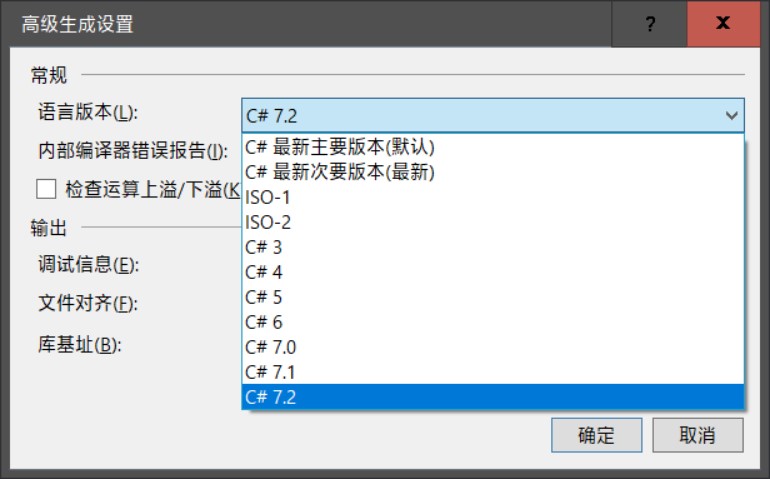 高级生成设置
?
x
常规
语言版本(L):
C# 7.2
C# 最新主要版本(默认)
内部编译器错误报告(I):
C# 最新次要版本(最新)
检查运算上溢/下溢(K
ISO-1
ISO-2
输出
C# 3
调试信息(E):
C# 4
C# 5
文件对齐(F):
C# 6
库基址(B):
C# 7.0
C# 7.1
C# 7.2
确定
取消